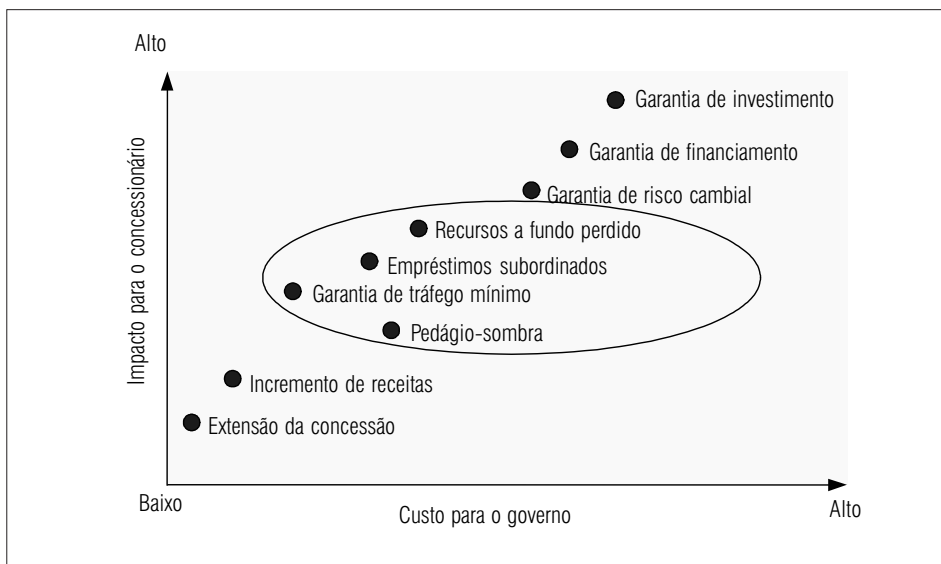 Alto
Impacto para o concessionário
Garantia de investimento
Garantia de financiamento
Garantia de risco cambial
Recursos a fundo perdido
Empréstimos subordinados
Garantia de tráfego mínimo
Pedágio-sombra
Incremento de receitas
Extensão da concessão
Baixo
Custo para o governo
Alto